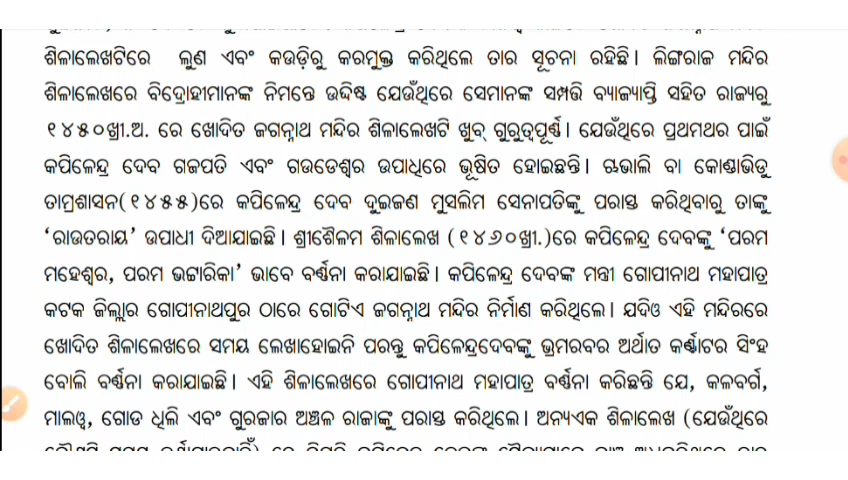 ଶିଳାଲେଖଟିରେ ଲୁଣ ଏବଂ କଉଡ଼ିରୁ କରମୁକ୍ତ କରିଥିଲେ ତାର ସୂଚନା ରହିଛି। ଲିଙ୍ଗରାଜ ମନ୍ଦିର
ଶିଳାଲେଖରେ ବିଦ୍ରୋହୀମାନଙ୍କ ନିମନ୍ତେ ଉଦ୍ଦିଷ୍ଟ ଯେଉଁଥିରେ ସେମାନଙ୍କ ସମ୍ପତ୍ତି ବ୍ୟାଜ୍ୟାପ୍ତି ସହିତ ରାଜ୍ୟରୁ
୧୪୫୦ଖ୍ରୀ.ଅ. ରେ ଖୋଦିତ ଜଗନ୍ନାଥ ମନ୍ଦିର ଶିଳାଲେଖଟି ଖୁବ୍ ଗୁରୁତ୍ୱପୂର୍ଣ୍ଣ। ଯେଉଁଥିରେ ପ୍ରଥମଥର ପାଇଁ
କପିଳେନ୍ଦ୍ର ଦେବ ଗଜପତି ଏବଂ ଗଉଡେଶ୍ୱର ଉପାଧିରେ ଭୂଷିତ ହୋଇଛନ୍ତି। ଋଭାଲି ବା କୋଣ୍ଡାଭିଡୁ
ତାମ୍ରଶାସନ(୧୪୫୫)ରେ କପିଳେନ୍ଦ୍ର ଦେବ ଦୁଇଜଣ ମୁସଲିମ ସେନାପତିଙ୍କୁ ପରାସ୍ତ କରିଥିବାରୁ ତାଙ୍କୁ
‘ରାଉତରାୟ’ ଉପାଧୀ ଦିଆଯାଇଛି। ଶ୍ରୀଶୈଳମ ଶିଳାଲେଖ (୧୪୬୦ଖ୍ରୀ.)ରେ କପିଳେନ୍ଦ୍ର ଦେବଙ୍କୁ ‘ପରମ
ମହେଶ୍ୱର, ପରମ ଭଟ୍ଟାରିକା’ ଭାବେ ବର୍ଣ୍ଣନା କରାଯାଇଛି। କପିଳେନ୍ଦ୍ର ଦେବଙ୍କ ମନ୍ତ୍ରୀ ଗୋପୀନାଥ ମହାପାତ୍ର
କଟକ ଜିଲ୍ଲାର ଗୋପୀନାଥପୁର ଠାରେ ଗୋଟିଏ ଜଗନ୍ନାଥ ମନ୍ଦିର ନିର୍ମାଣ କରିଥିଲେ। ଯଦିଓ ଏହି ମନ୍ଦିରରେ
ଖୋଦିତ ଶିଳାଲେଖରେ ସମୟ ଲେଖାହୋଇନି ପରନ୍ତୁ କପିଳେନ୍ଦ୍ରଦେବଙ୍କୁ ଭ୍ରମରବର ଅର୍ଥାତ କର୍ଣ୍ଣାଟର ସିଂହ
ବୋଲି ବର୍ଣ୍ଣନା କରାଯାଇଛି। ଏହି ଶିଳାଲେଖରେ ଗୋପୀନାଥ ମହାପାତ୍ର ବର୍ଣ୍ଣନା କରିଛନ୍ତି ଯେ, କଳବର୍ଗ,
ମାଲୱ, ଗୋଡ ଧିଲି ଏବଂ ଗୁରଜାର ଅଞ୍ଚଳ ରାଜାଙ୍କୁ ପରାସ୍ତ କରିଥିଲେ। ଅନ୍ୟଏକ ଶିଳାଲେଖ (ଯେଉଁଥିରେ